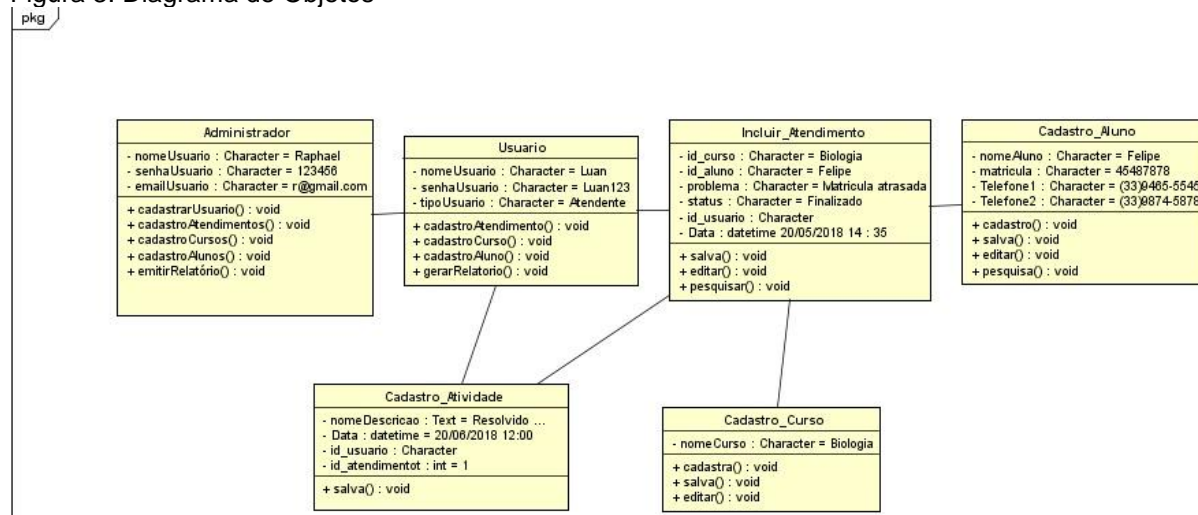 Figura 8: Diagrama de Objetos
pkg
Administrador
- nomeUsuario : Character = Raphael
- senhaUsuario : Character = 123456
- emailUsuario : Character = r@gmail.com
+ cadastrarUsuario() : void
+ cadastroAtendimentos() : void
+ cadastroCursos() : void
+ cadastroAlunos() : void
+ emitirRelatório() : void
Usuario
- nomeUsuario : Character = Luan
- senhaUsuario : Character = Luan123
- tipoUsuario : Character = Atendente
+ cadastroAtendimento() : void
+ cadastroCurso() : void
+ cadastroAluno() : void
+ gerarRelatorio() : void
Incluir_Atendimento
- id_curso : Character = Biologia
- id_aluno : Character = Felipe
- problema : Character = Matricula atrasada
- status : Character = Finalizado
- id_usuario : Character
- Data : datetime 20/05/2018 14 : 35
+ salva() : void
+ editar() : void
+ pesquisar() : void
Cadastro_Aluno
- nomeAluno : Character = Felipe
- matricula : Character = 45487878
- Telefone1 : Character = (33)9465-5545
- Telefone2 : Character = (33)9874-5878
+ cadastro() : void
+ salva() : void
+ editar() : void
+ pesquisa() : void
Cadastro_Atividade
- nomeDescricao : Text = Resolvido ...
- Data : datetime = 20/06/2018 12:00
- id_usuario : Character
- id_atendimentot : int = 1
+ salva() : void
Cadastro_Curso
- nomeCurso : Character = Biologia
+ cadastra() : void
+ salva() : void
+ editar() : void